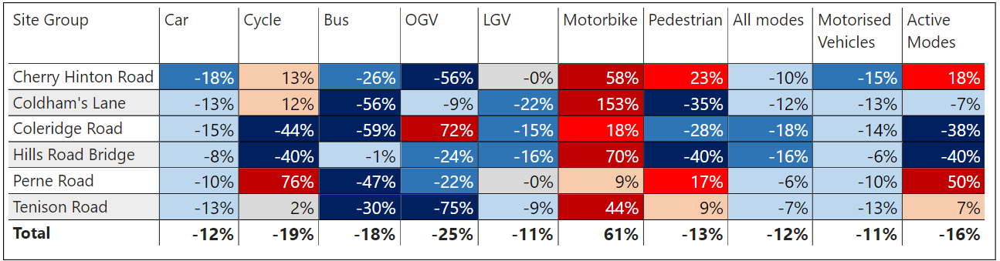 Site Group Car Cycle Bus OGV LGV Motorbike Pedestrian All modes Motorised Active
Vehicles Modes
Cherry Hinton Road -18% 13% -26% -56% -0% 58% 23% -10% -15% 18%
Coldham's Lane -13% 12% -56% -9% -22% 153% -35% -12% -13% -7%
Coleridge Road -15% -44% -59% 72% -15% 18% -28% -18% -14% -38%
Hills Road Bridge -8% -40% -1% -24% -16% 70% -40% -16% -6% -40%
Perne Road -10% 76% -47% -22% -0% 9% 17% -6% -10% 50%
Tenison Road -13% 2% -30% -75% -9% 44% 9% -7% -13% 7%
Total -12% -19% -18% -25% -11% 61% -13% -12% -11% -16%